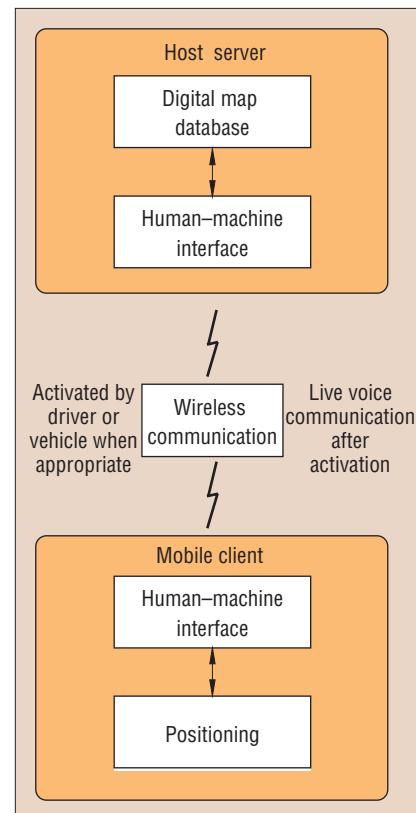 Host server
Digital map
database
Human–machine
interface
Activated by
driver or
vehicle when
appropriate
Wireless
communication
Live voice
communication
after
activation
Mobile client
Human–machine
interface
Positioning